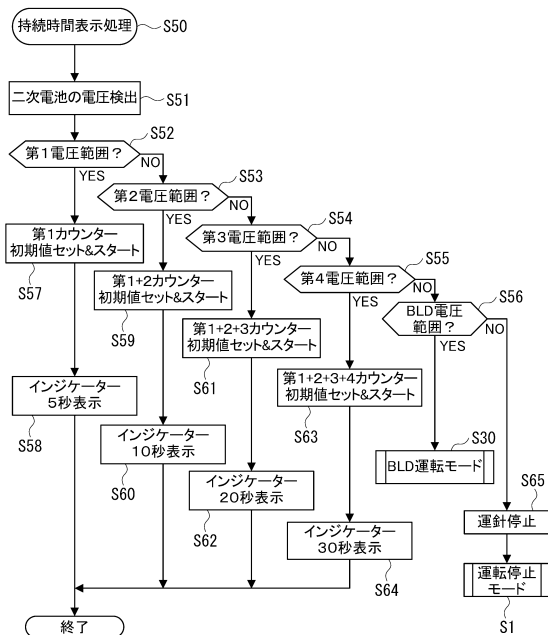 持続時間表示処理
S50
二次電池の電圧検出
S51
第1電圧範囲？
S52
NO
YES
第2電圧範囲？
S53
NO
YES
第3電圧範囲？
S54
NO
YES
第4電圧範囲？
S55
NO
YES
BLD電圧
範囲？
S56
NO
YES
第1カウンター
初期値セット&スタート
S57
第1+2カウンター
初期値セット&スタート
S59
第1+2+3カウンター
初期値セット&スタート
S61
第1+2+3+4カウンター
初期値セット&スタート
S63
インジケーター
5秒表示
S58
インジケーター
10秒表示
S60
インジケーター
20秒表示
S62
インジケーター
30秒表示
S64
S30
BLD運転モード
S65
運針停止
運転停止
モード
S1
終了